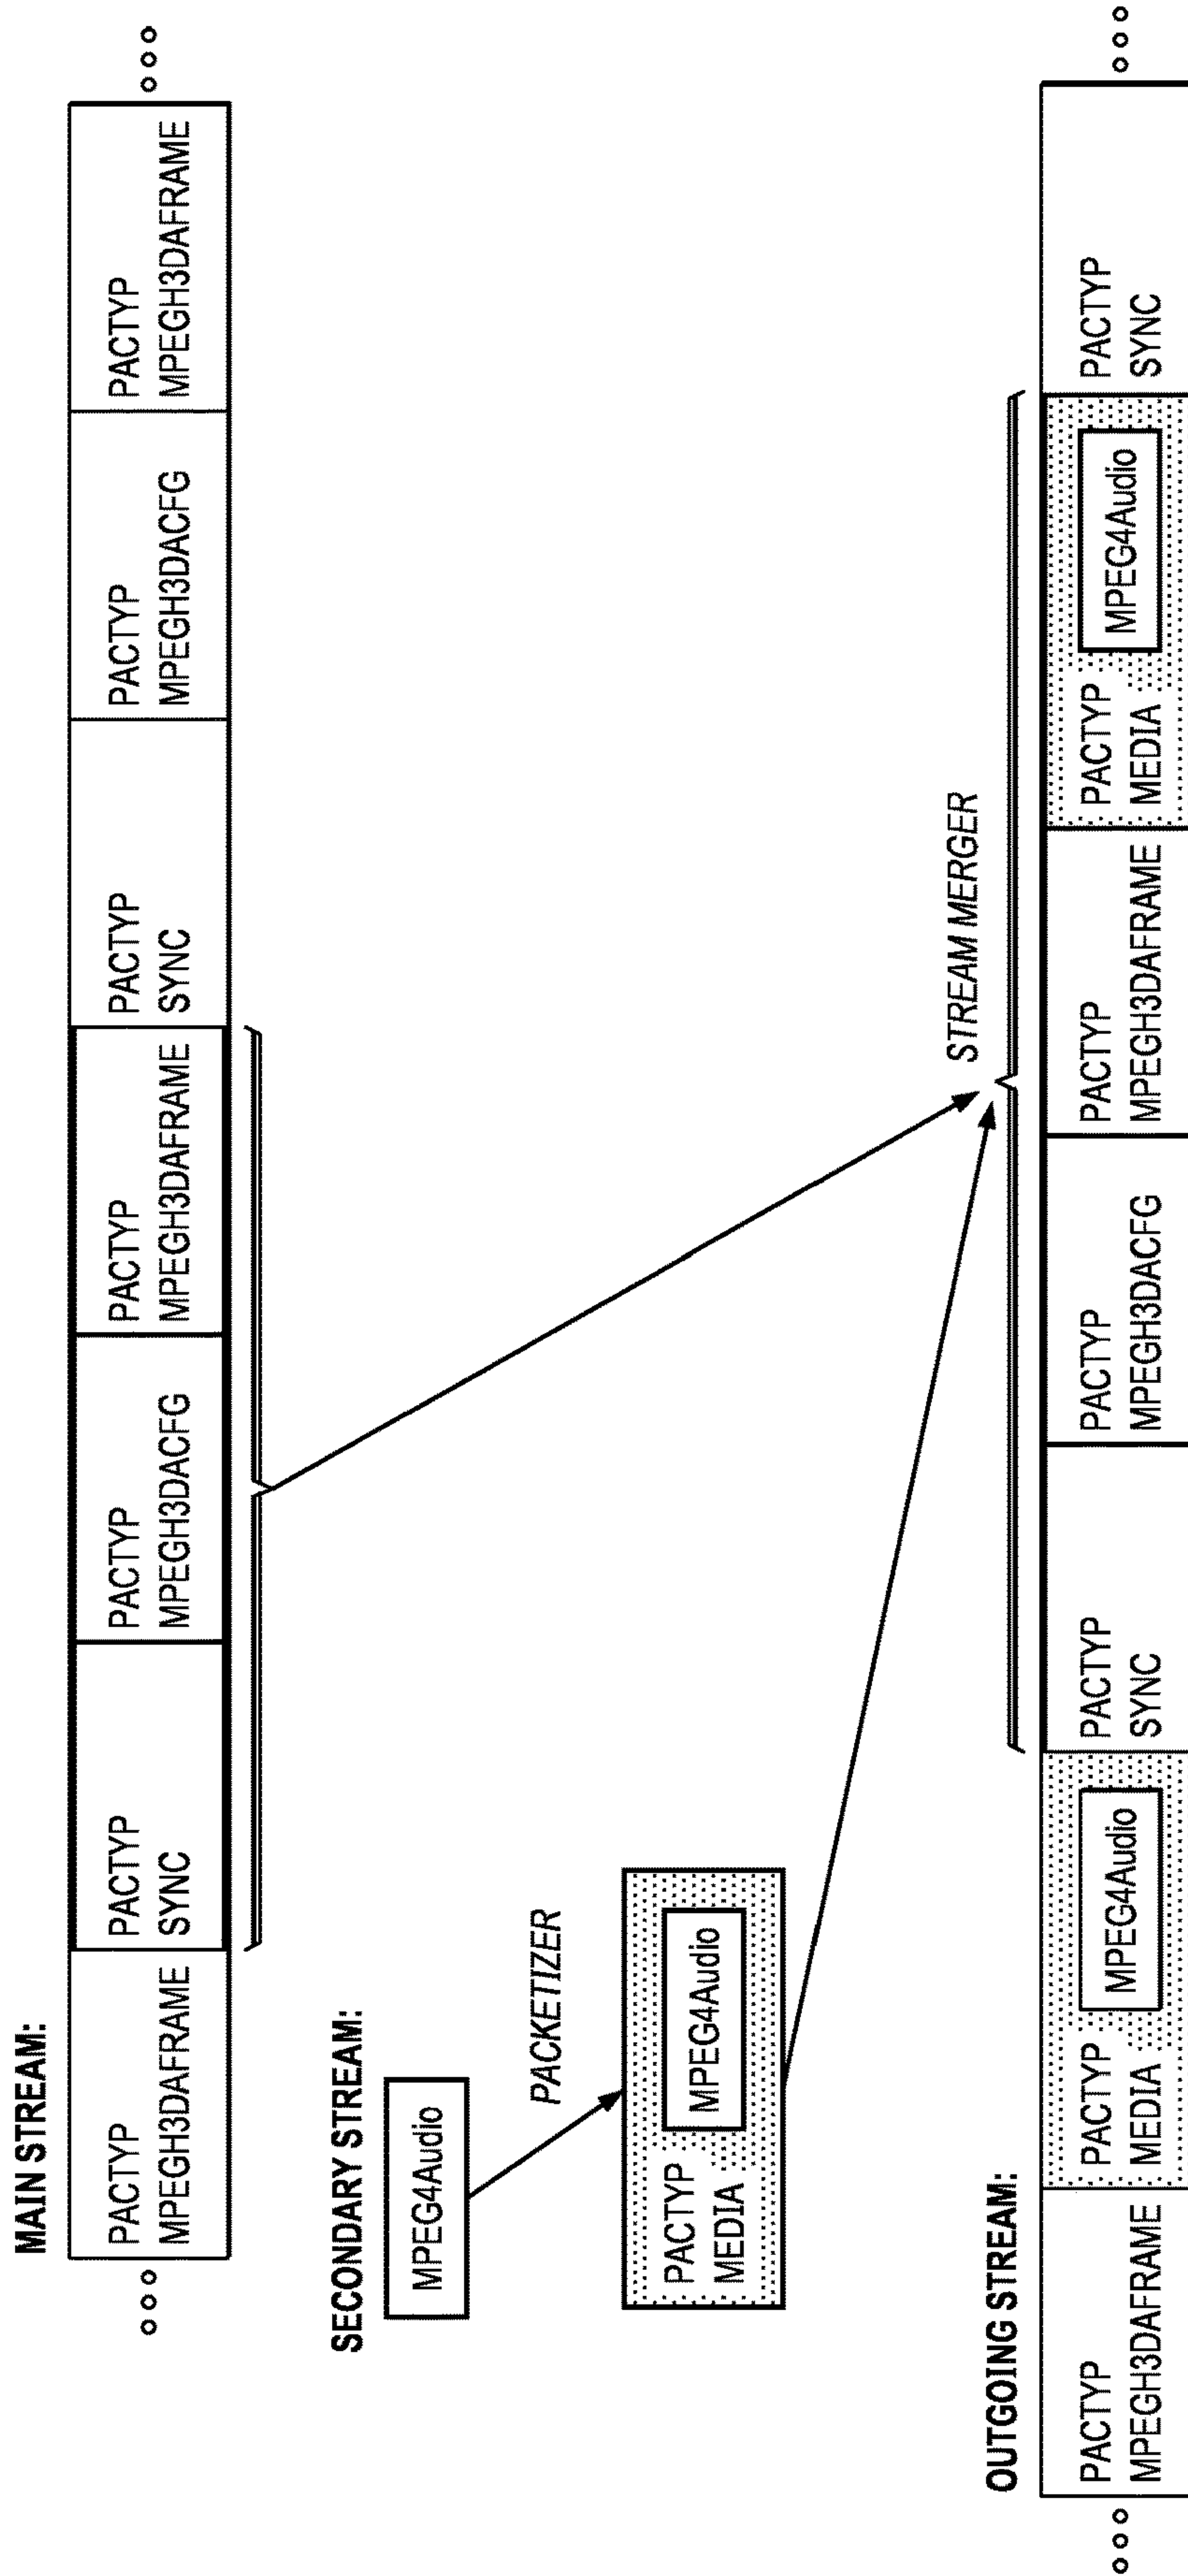 MAIN STREAM:
PACTYP
MPEGH3DAFRAME
PACTYP
SYNC
PACTYP
MPEGH3DACFG
PACTYP
MPEGH3DAFRAME
PACTYP
SYNC
PACTYP
MPEGH3DACFG
PACTYP
MPEGH3DAFRAME
SECONDARY STREAM:
MPEG4Audio
PACKETIZER
PACTYP
MEDIA
MPEG4Audio
STREAM MERGER
OUTGOING STREAM:
PACTYP
MPEGH3DAFRAME
PACTYP
MEDIA
MPEG4Audio
PACTYP
SYNC
PACTYP
MPEGH3DACFG
PACTYP
MPEGH3DAFRAME
PACTYP
MEDIA
MPEG4Audio
PACTYP
SYNC